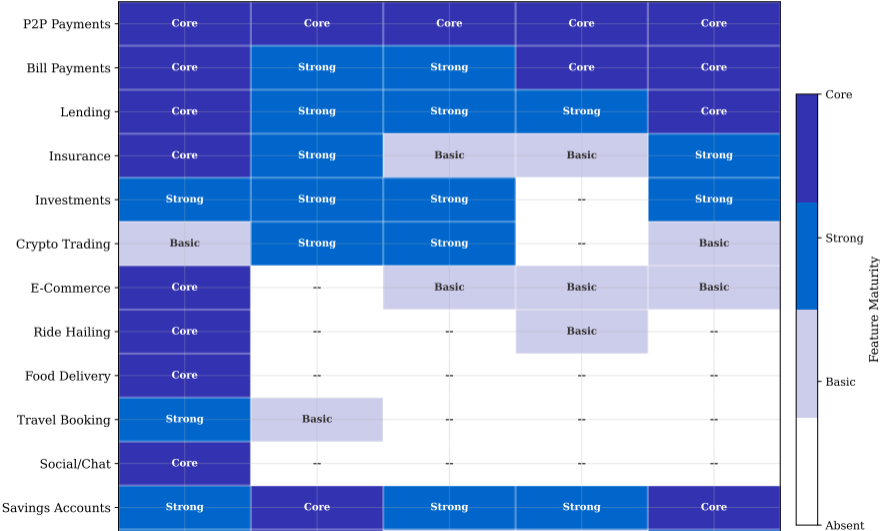 P2P Payments Core Core Core Core Core
Bill Payments Core Strong Strong Core Core
Lending Core Strong Strong Strong Core
Insurance Core Strong Basic Basic Strong
Investments Strong Strong Strong -- Strong
Crypto Trading Basic Strong Strong -- Basic
E-Commerce Core -- Basic Basic Basic
Ride Hailing Core -- -- Basic --
Food Delivery Core -- -- -- --
Travel Booking Strong Basic -- -- --
Social/Chat Core -- -- -- --
Savings Accounts Strong Core Strong Strong Core
Core
Strong
Basic
Absent
Feature Maturity